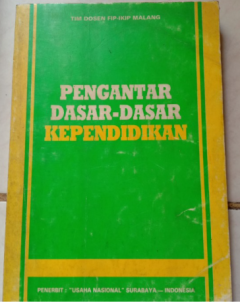 TIM DOSEN FIP-IKIP MALANG
PENGANTAR
DASAR-DASAR
KEPENDIDIKAN
PENERBIT : "USAHA NASIONAL" SURABAYA — INDONESIA